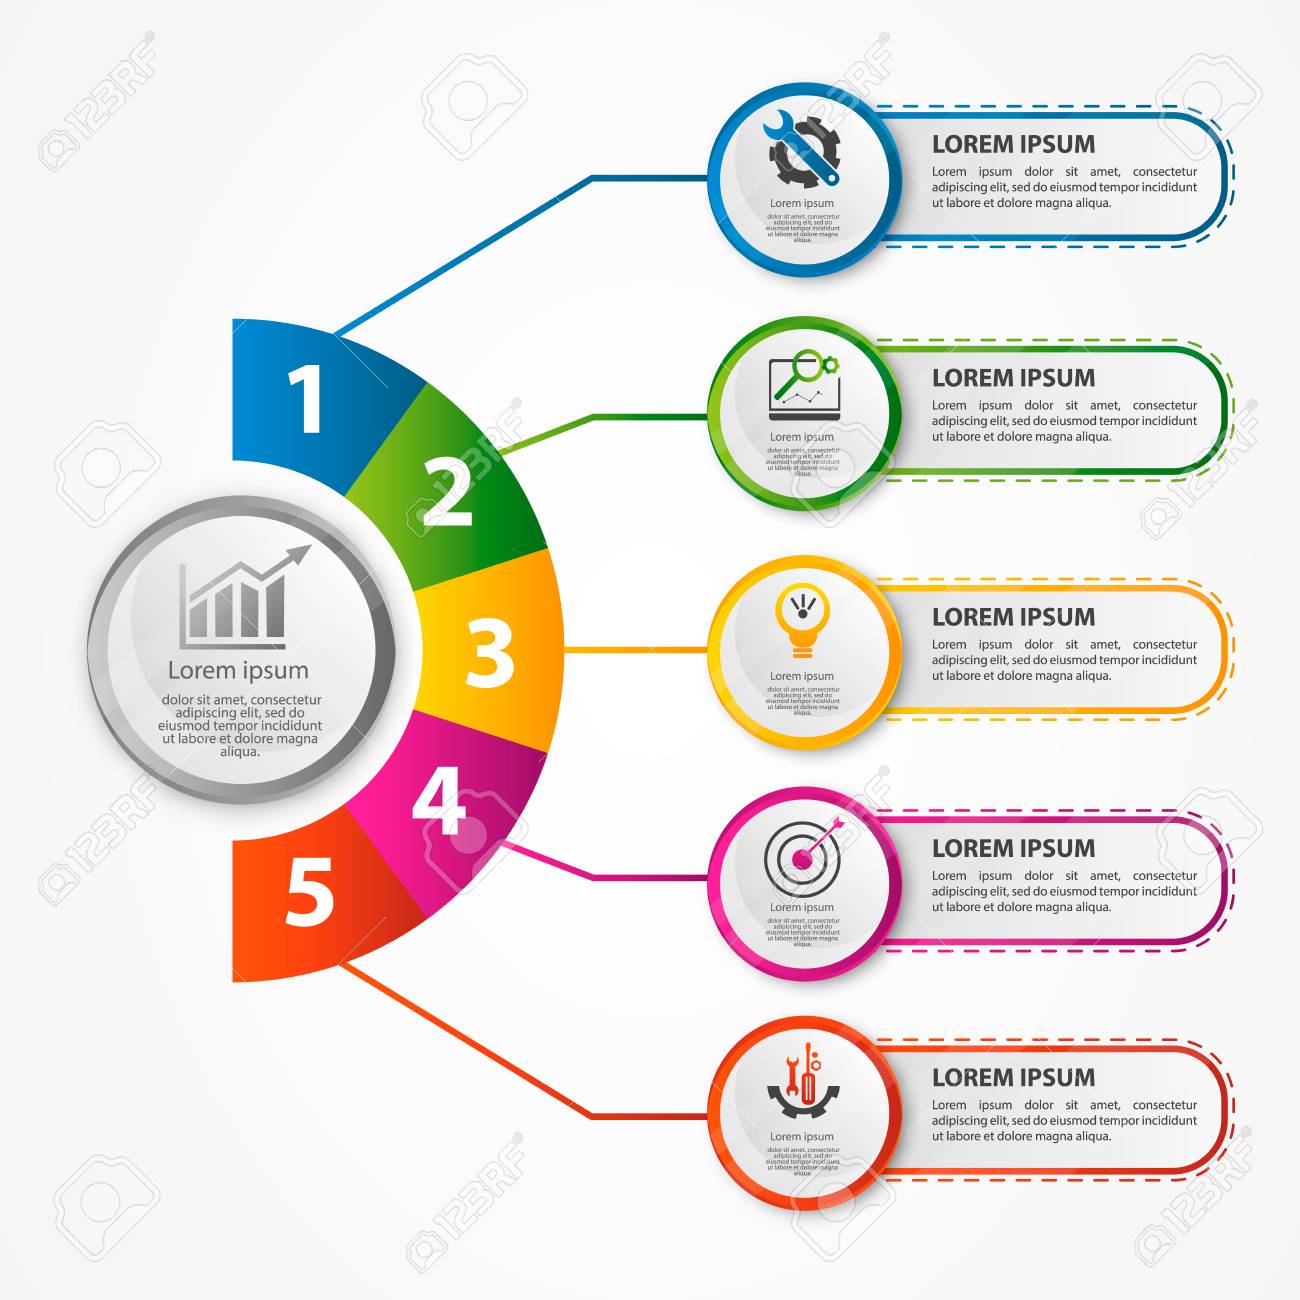 1
2
3
4
5
Lorem ipsum
dolor sit amet, consectetur
adipiscing elit, sed do
eiusmod tempor incididunt
ut labore dolore magna
aliqua.
Lorem ipsum
dolor sit amet, consectetur
adipiscing elit, sed do
eiusmod tempor incididunt
ut labore et dolore magna
aliqua.
LOREM IPSUM
Lorem ipsum dolor sit amet, consectetur
adipiscing elit, sed do eiusmod tempor incididunt
ut labore et dolore magna aliqua.
Lorem ipsum
dolor sit amet, consectetur
adipiscing elit, sed do
eiusmod tempor incididunt
ut labore et dolore magna
aliqua.
LOREM IPSUM
Lorem ipsum dolor sit amet, consectetur
adipiscing elit, sed do eiusmod tempor incididunt
ut labore et dolore magna aliqua.
Lorem ipsum
dolor sit amet, consectetur
adipiscing elit, sed do
eiusmod tempor incididunt
ut labore et dolore magna
aliqua.
LOREM IPSUM
Lorem ipsum dolor sit amet, consectetur
adipiscing elit, sed do eiusmod tempor incididunt
ut labore et dolore magna aliqua.
Lorem ipsum
dolor sit amet, consectetur
adipiscing elit, sed do
eiusmod tempor incididunt
ut labore et dolore magna
aliqua.
LOREM IPSUM
Lorem ipsum dolor sit amet, consectetur
adipiscing elit, sed do eiusmod tempor incididunt
ut labore et dolore magna aliqua.
Lorem ipsum
dolor sit amet, consectetur
adipiscing elit, sed do
eiusmod tempor incididunt
ut labore et dolore magna
aliqua.
LOREM IPSUM
Lorem ipsum dolor sit amet, consectetur
adipiscing elit, sed do eiusmod tempor incididunt
ut labore et dolore magna aliqua.
123RF
123RF
123RF
123RF
123RF
123RF
123RF
123RF